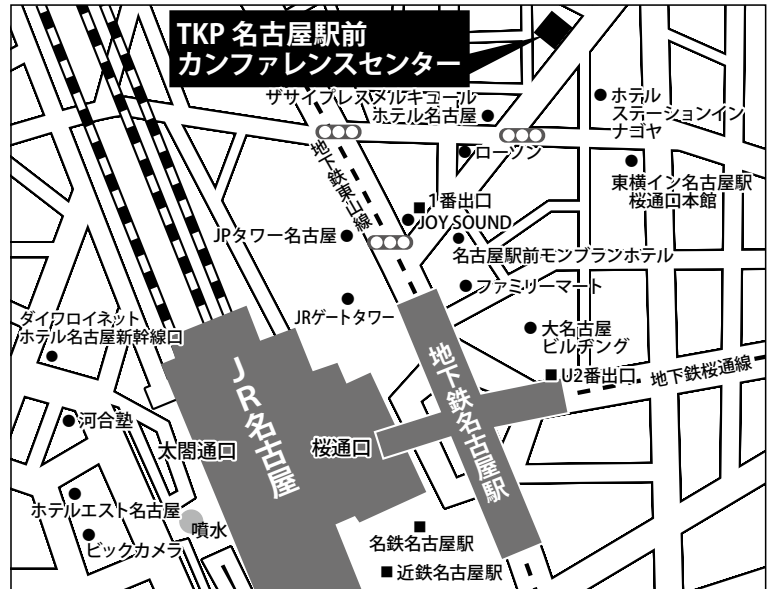 TKP 名古屋駅前
カンファレンスセンター
ザサイプレスメルキュール
ホテル名古屋
ホテル
ステーションイン
ナゴヤ
ローソン
東横イン名古屋駅
桜通口本館
地下鉄東山線
1番出口
JOY SOUND
JPタワー名古屋
名古屋駅前モンブランホテル
ファミリーマート
JRゲートタワー
ダイワロイネット
ホテル名古屋新幹線口
大名古屋
ビルヂング
U2番出口
地下鉄桜通線
JR名古屋
地下鉄名古屋駅
河合塾
太閤通口
桜通口
ホテルエスト名古屋
噴水
ビックカメラ
名鉄名古屋駅
近鉄名古屋駅